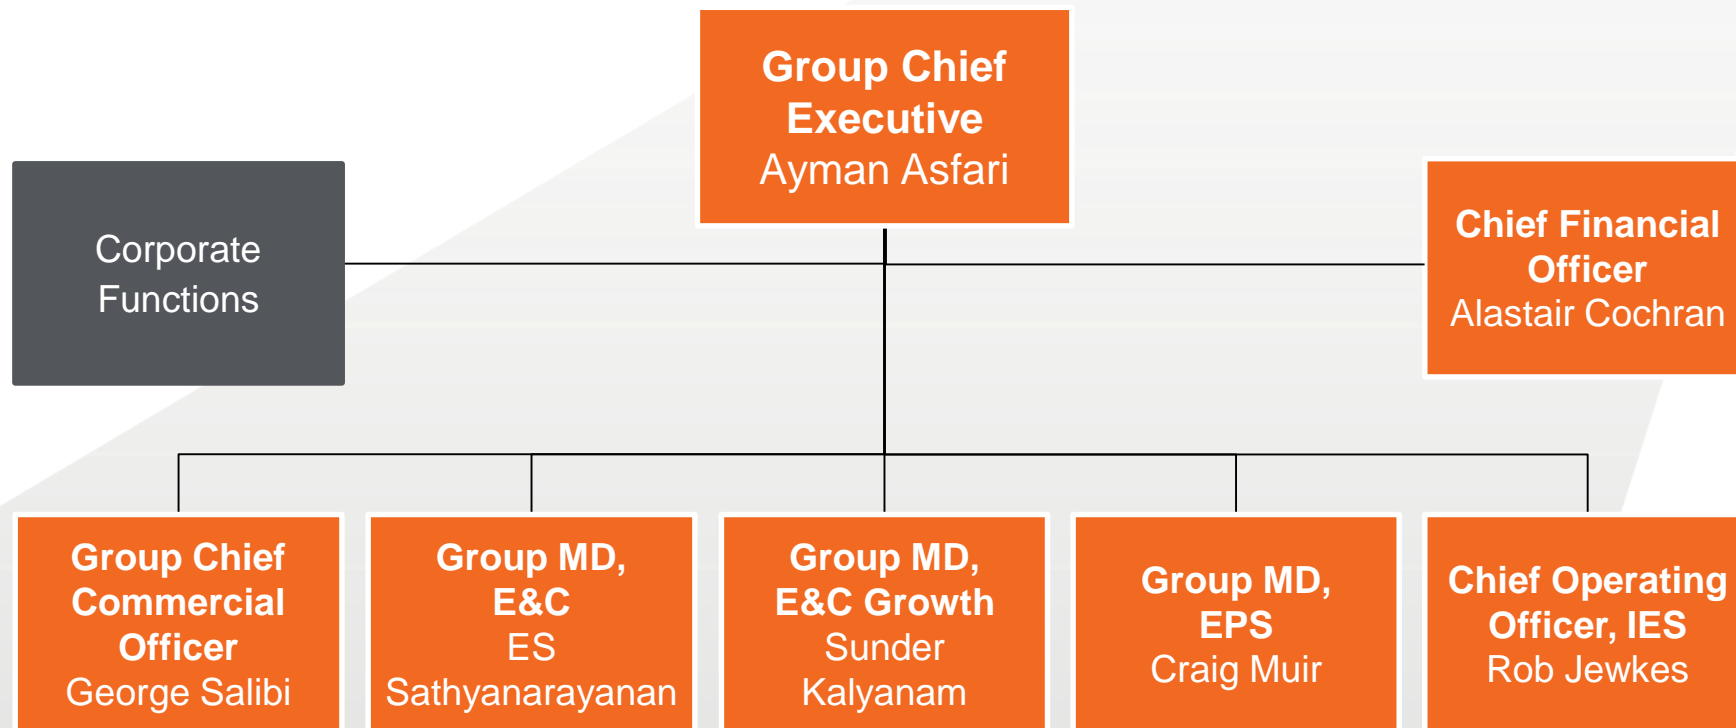 Group Chief
Executive
Ayman Asfari
Corporate
Functions
Chief Financial
Officer
Alastair Cochran
Group Chief
Commercial
Officer
George Salibi
Group MD,
E&C
ES
Sathyanarayanan
Group MD,
E&C Growth
Sunder
Kalyanam
Group MD,
EPS
Craig Muir
Chief Operating
Officer, IES
Rob Jewkes